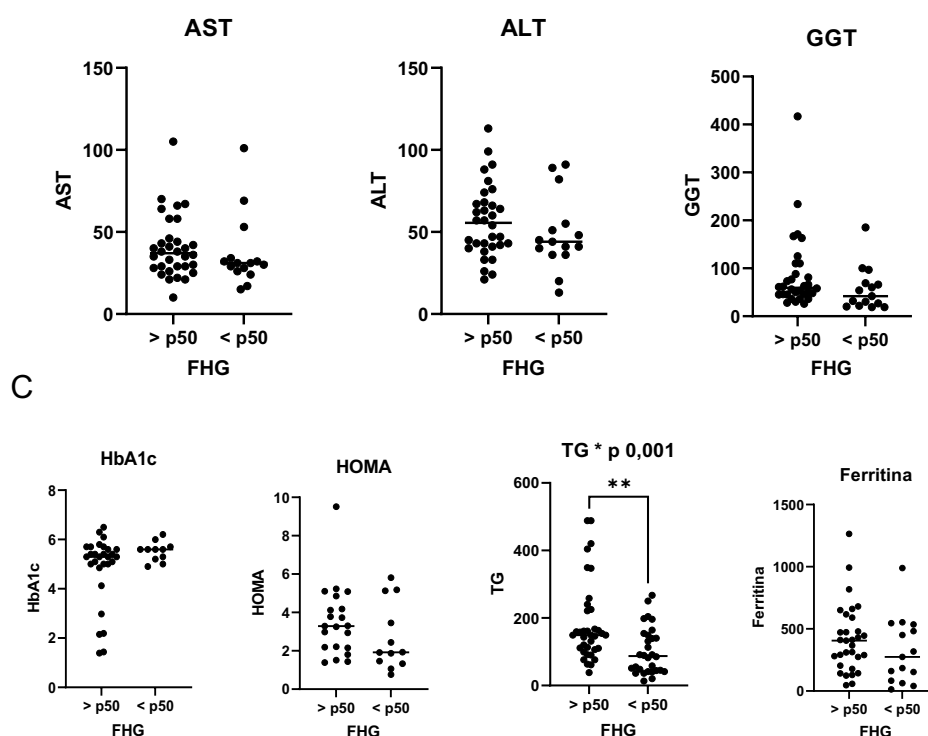 AST
ALT
GGT
150
100
50
0
AST
> p50
< p50
FHG
150
100
50
0
ALT
> p50
< p50
FHG
500
400
300
200
100
0
GGT
> p50
< p50
FHG
C
HbA1c
8
6
4
2
0
HbA1c
> p50
< p50
FHG
HOMA
10
8
6
4
2
0
HOMA
> p50
< p50
FHG
TG * p 0,001
**
600
400
200
0
TG
> p50
< p50
FHG
Ferritina
1500
1000
500
0
Ferritina
> p50
< p50
FHG